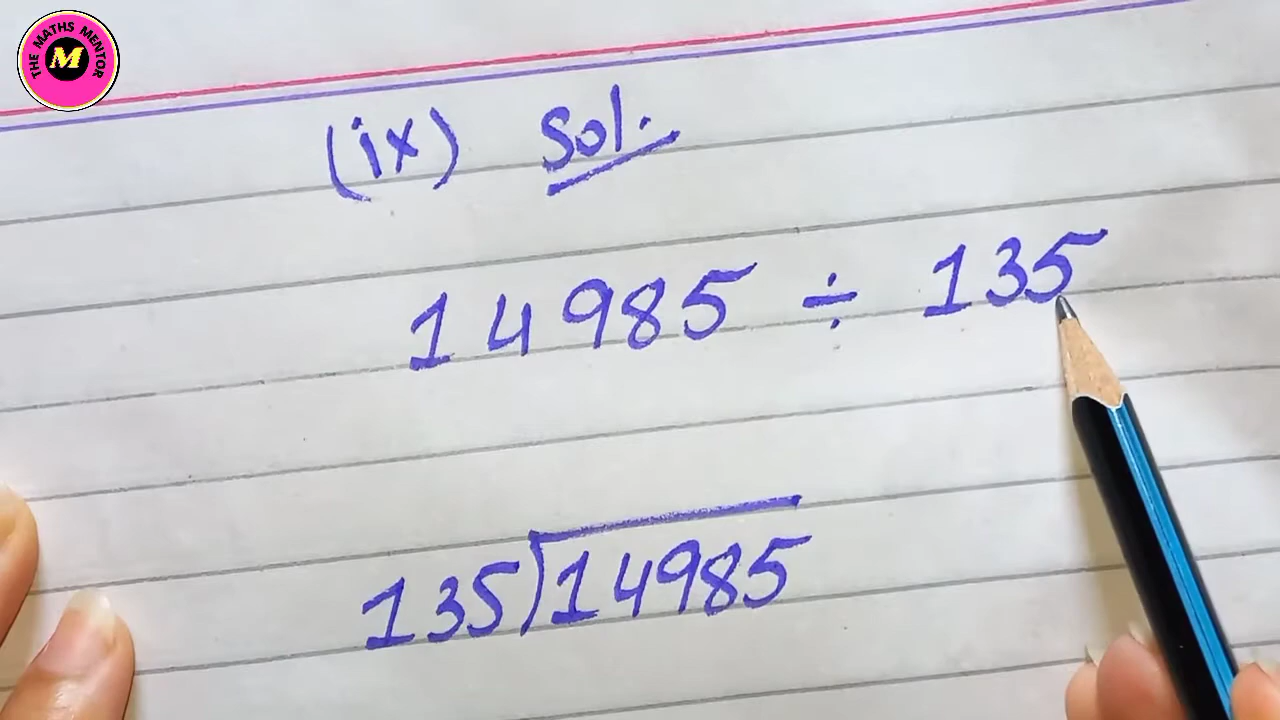 THE MATHS MENTOR
M
(ix) Sol.
14985 ÷ 135
135)14985